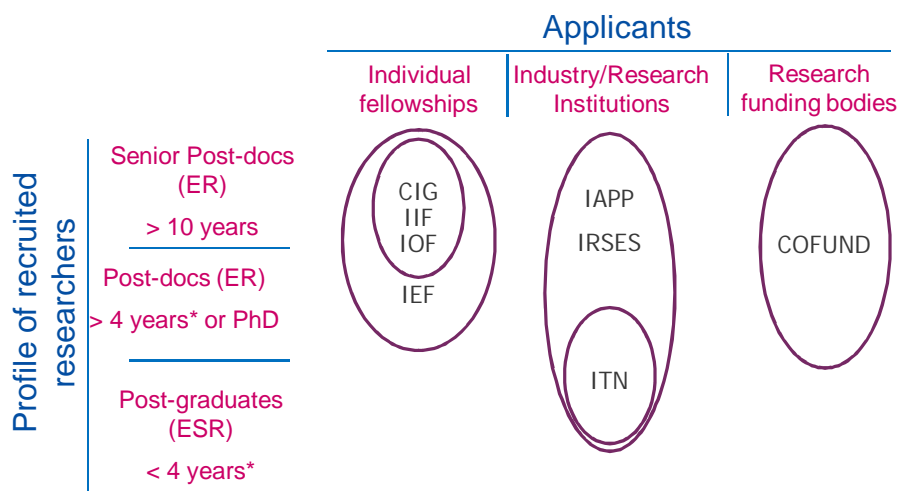 Applicants
Individual
fellowships
Industry/Research
Institutions
Research
funding bodies
Profile of recruited
researchers
Senior Post-docs
(ER)
> 10 years
Post-docs (ER)
> 4 years* or PhD
Post-graduates
(ESR)
< 4 years*
CIG
IIF
IOF
IEF
IAPP
IRSES
ITN
COFUND